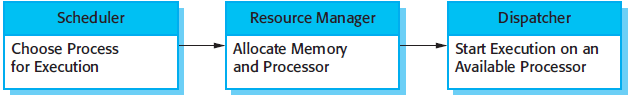 Scheduler
Choose Process
for Execution
Resource Manager
Allocate Memory
and Processor
Dispatcher
Start Execution on an
Available Processor